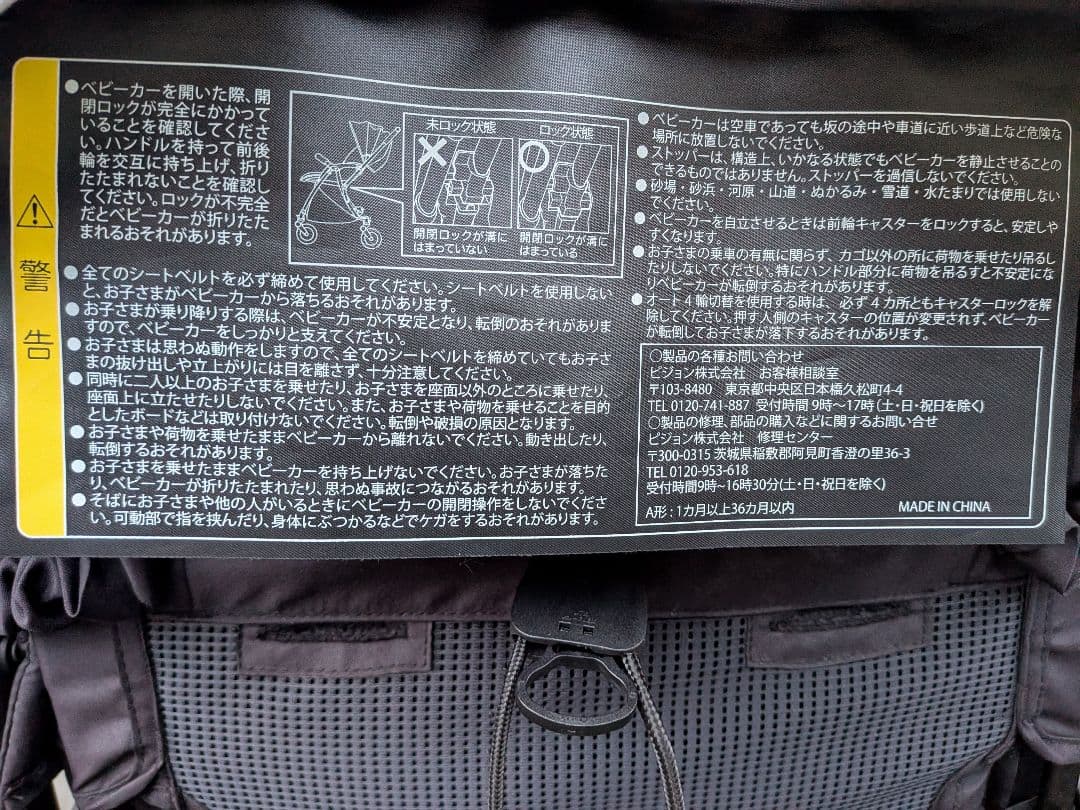 警告
●ベビーカーを開いた際、開
閉ロックが完全にかかって
いることを確認してくださ
い。ハンドルを持って前後
輪を交互に持ち上げ、折り
たたまれないことを確認し
てください。ロックが不完全
だとベビーカーが折りたた
まれるおそれがあります。
未ロック状態
ロック状態
開閉ロックが溝に
はまっていない
開閉ロックが溝に
はまっている
●全てのシートベルトを必ず締めて使用してください。シートベルトを使用しない
と、お子さまがベビーカーから落ちるおそれがあります。
●お子さまが乗り降りする際は、ベビーカーが不安定となり、転倒のおそれがありま
すので、ベビーカーをしっかりと支えてください。
●お子さまは思わぬ動作をしますので、全てのシートベルトを締めていてもお子さ
まの抜け出しや立上がりには目を離さず、十分注意してください。
●同時に二人以上のお子さまを乗せたり、お子さまを座面以外のところに乗せたり、
座面上に立たせたりしないでください。また、お子さまや荷物を乗せることを目的
としたボードなどは取り付けないでください。転倒や破損の原因となります。
●お子さまや荷物を乗せたままベビーカーから離れないでください。動き出したり、
転倒するおそれがあります。
●お子さまを乗せたままベビーカーを持ち上げないでください。お子さまが落ちた
り、ベビーカーが折りたたまれたり、思わぬ事故につながるおそれがあります。
●そばにお子さまや他の人がいるときにベビーカーの開閉操作をしないでくださ
い。可動部で指を挟んだり、身体にぶつかるなどでケガをするおそれがあります。
●ベビーカーは空車であっても坂の途中や車道に近い歩道上など危険な
場所に放置しないでください。
●ストッパーは、構造上、いかなる状態でもベビーカーを静止させることの
できるものではありません。ストッパーを過信しないでください。
●砂場・砂浜・河原・山道・ぬかるみ・雪道・水たまりでは使用しない
でください。
●ベビーカーを自立させるときは前輪キャスターをロックすると、安定しや
すくなります。
●お子さまの乗車の有無に関らず、カゴ以外の所に荷物を乗せたり吊るし
たりしないでください。特にハンドル部分に荷物を吊るすと不安定にな
りベビーカーが転倒するおそれがあります。
●オート4輪切替を使用する時は、必ず4カ所ともキャスターロックを解
除してください。押す人側のキャスターの位置が変更されず、ベビーカー
が転倒してお子さまが落下するおそれがあります。
○製品の各種お問い合わせ
ピジョン株式会社 お客様相談室
〒103-8480 東京都中央区日本橋久松町4-4
TEL 0120-741-887 受付時間 9時〜17時(土・日・祝日を除く)
○製品の修理、部品の購入などに関するお問い合せ
ピジョン株式会社 修理センター
〒300-0315 茨城県稲敷郡阿見町香澄の里36-3
TEL 0120-953-618
受付時間9時〜16時30分(土・日・祝日を除く)
A形：1カ月以上36カ月以内 MADE IN CHINA